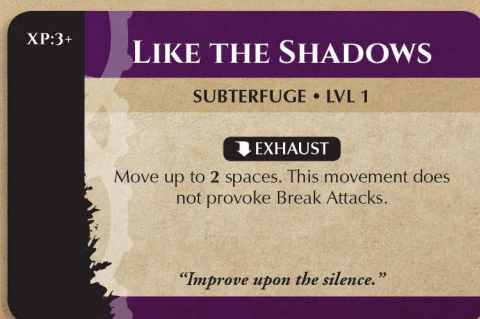 XP:3+
LIKE THE SHADOWS
SUBTERFUGE • LVL 1
EXHAUST
Move up to 2 spaces. This movement does
not provoke Break Attacks.
“Improve upon the silence.”